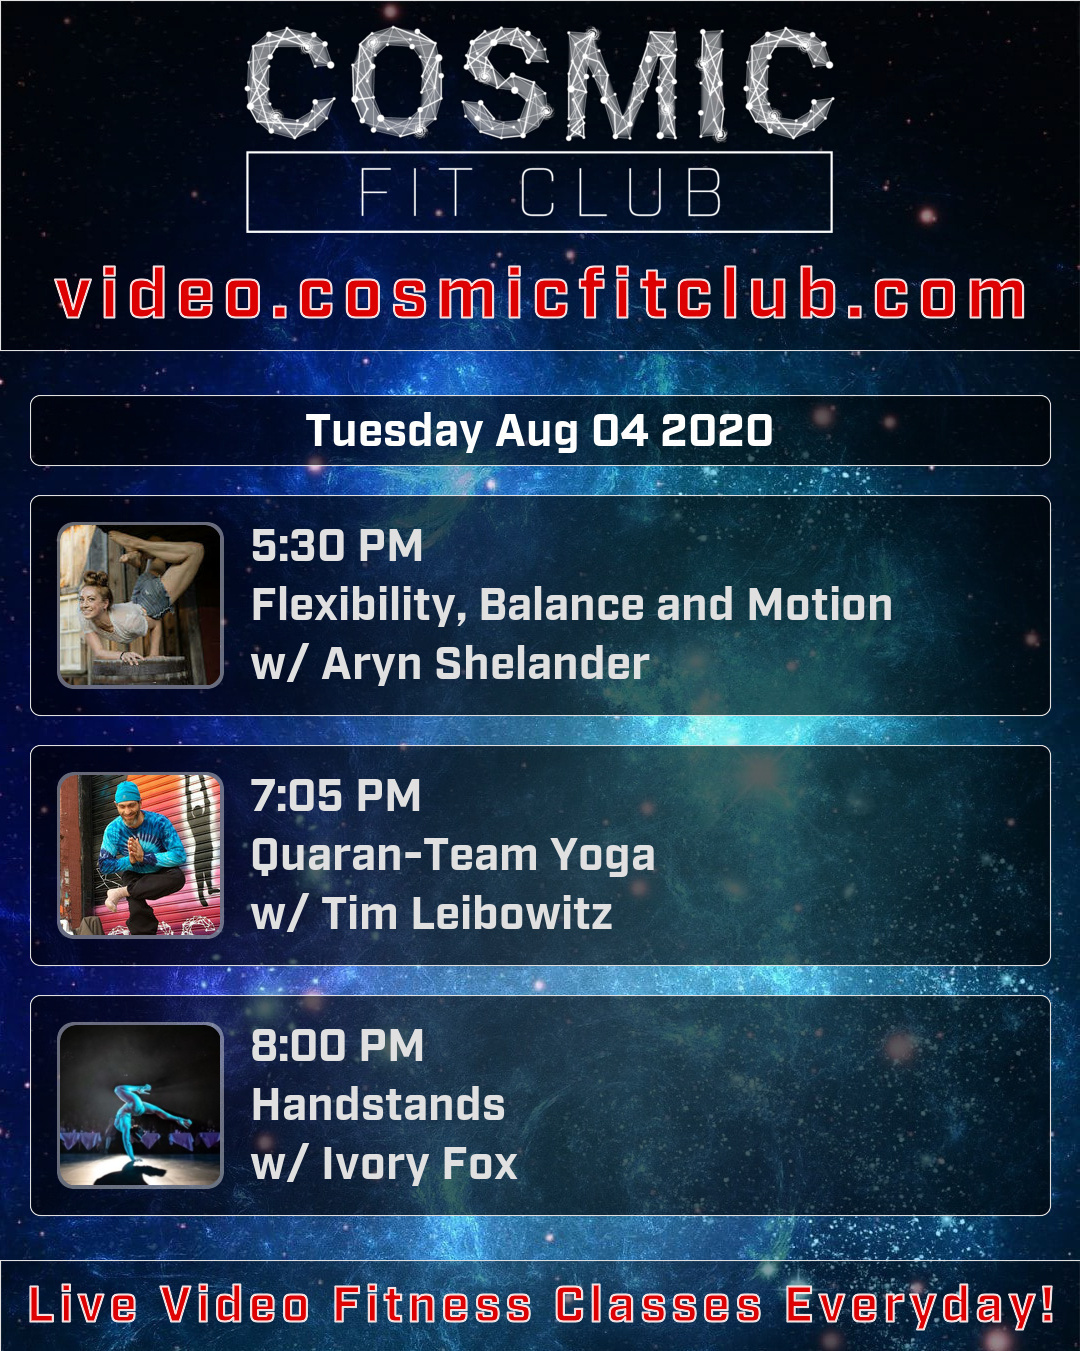 COSMIC
FIT CLUB
video.cosmicfitclub.com
Tuesday Aug 04 2020
5:30 PM
Flexibility, Balance and Motion
w/ Aryn Shelander
7:05 PM
Quaran-Team Yoga
w/ Tim Leibowitz
8:00 PM
Handstands
w/ Ivory Fox
Live Video Fitness Classes Everyday!